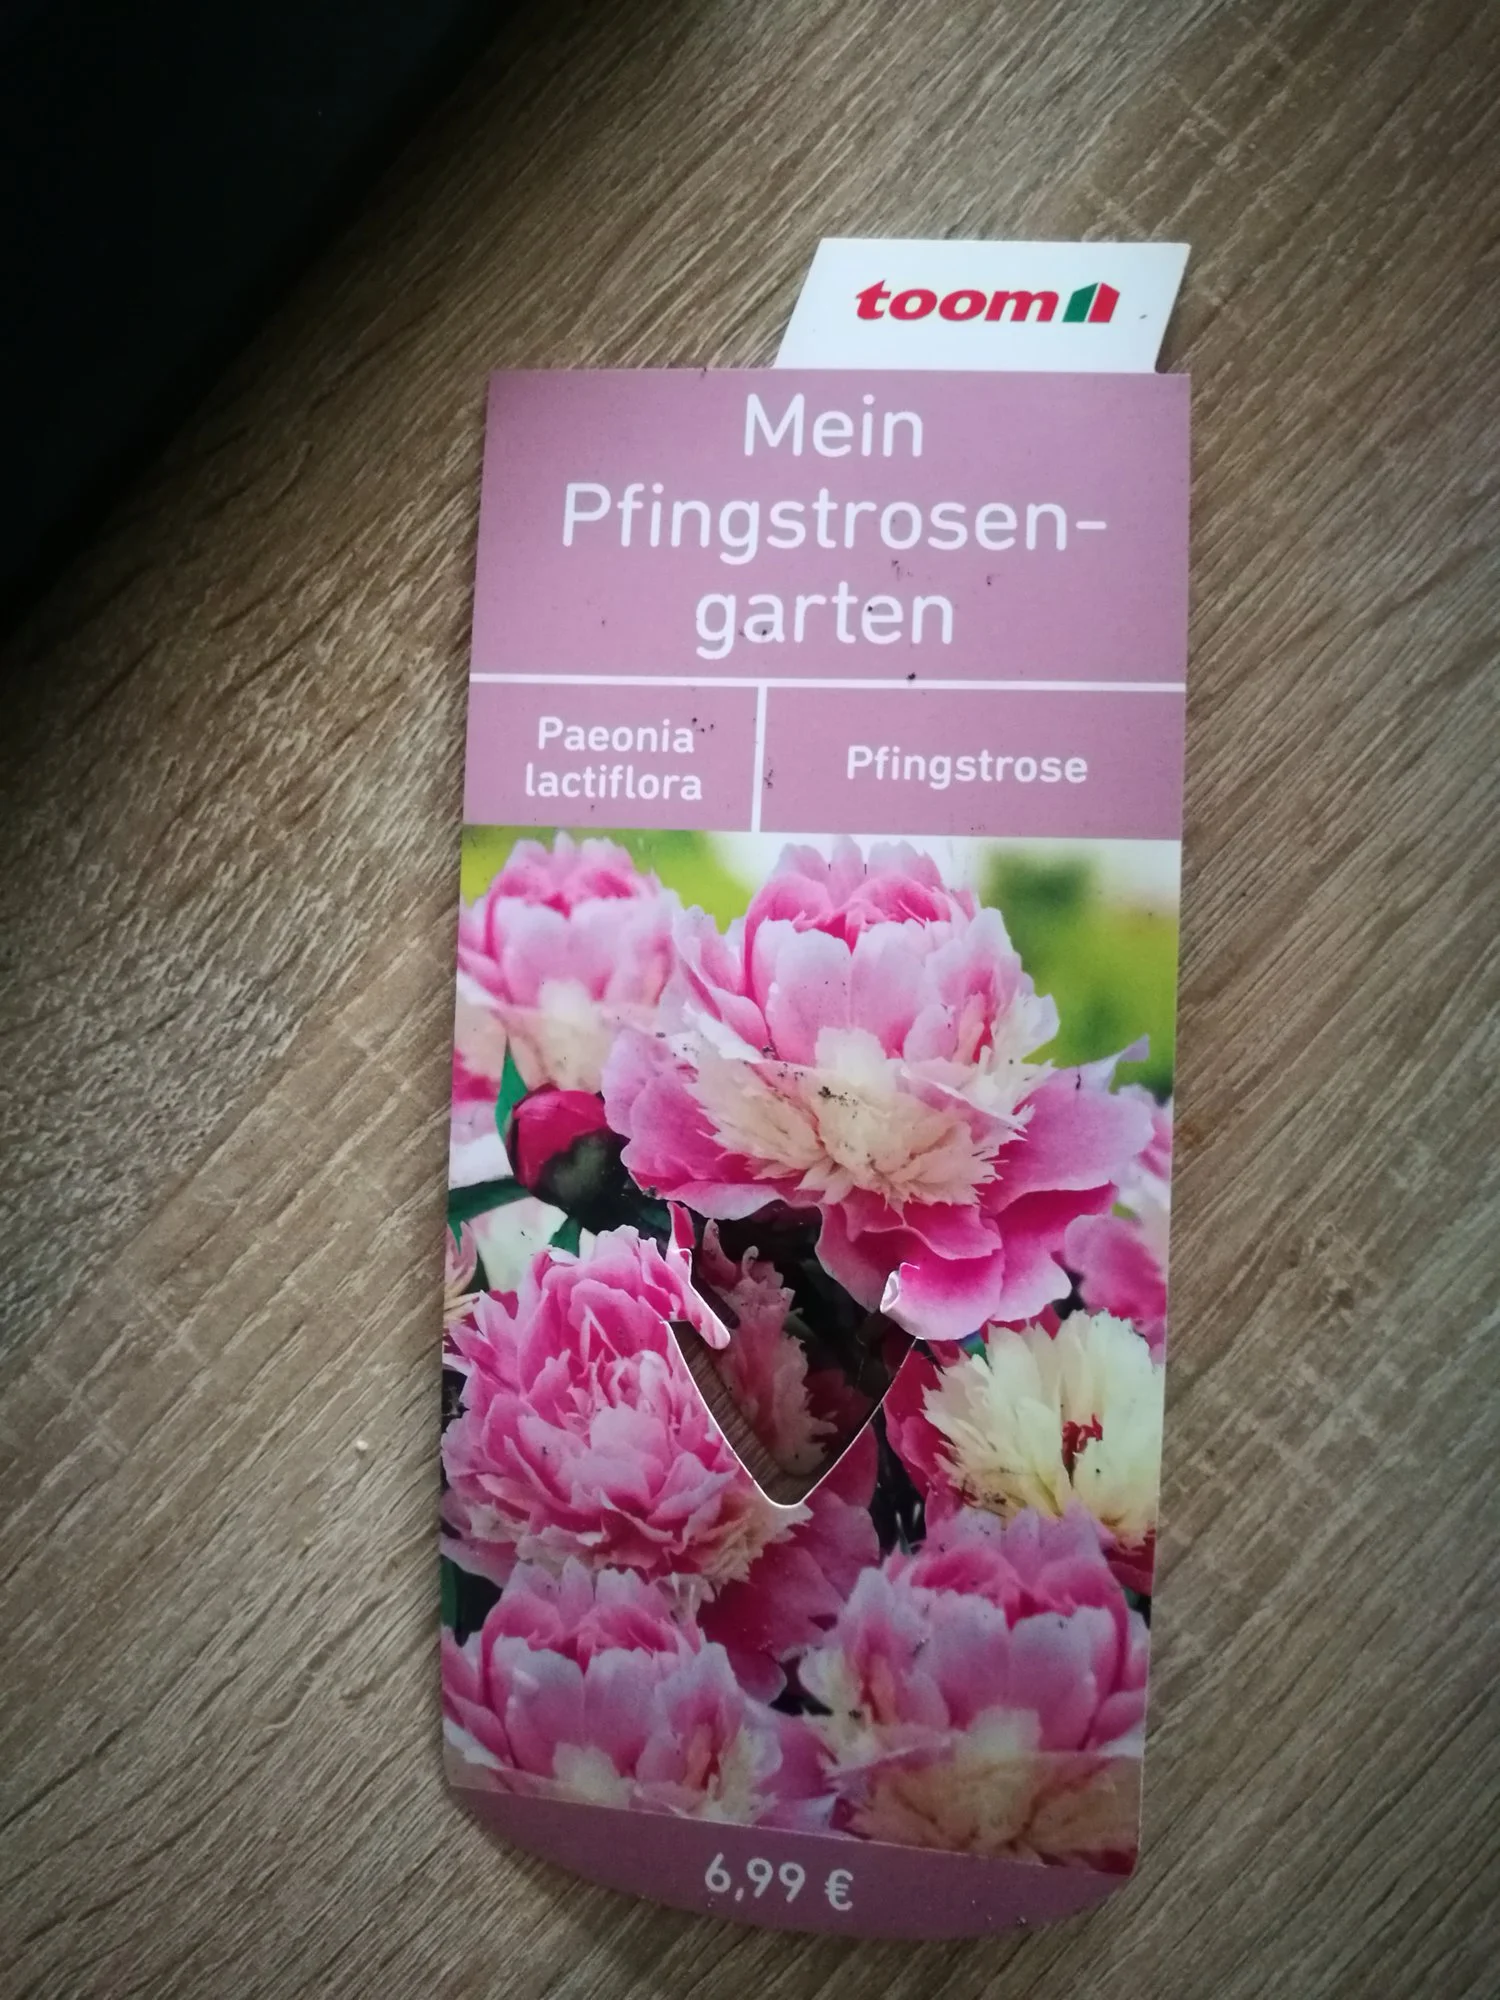 toom
Mein
Pfingstrosen-
garten
Paeonia
lactiflora
Pfingstrose
6,99 €